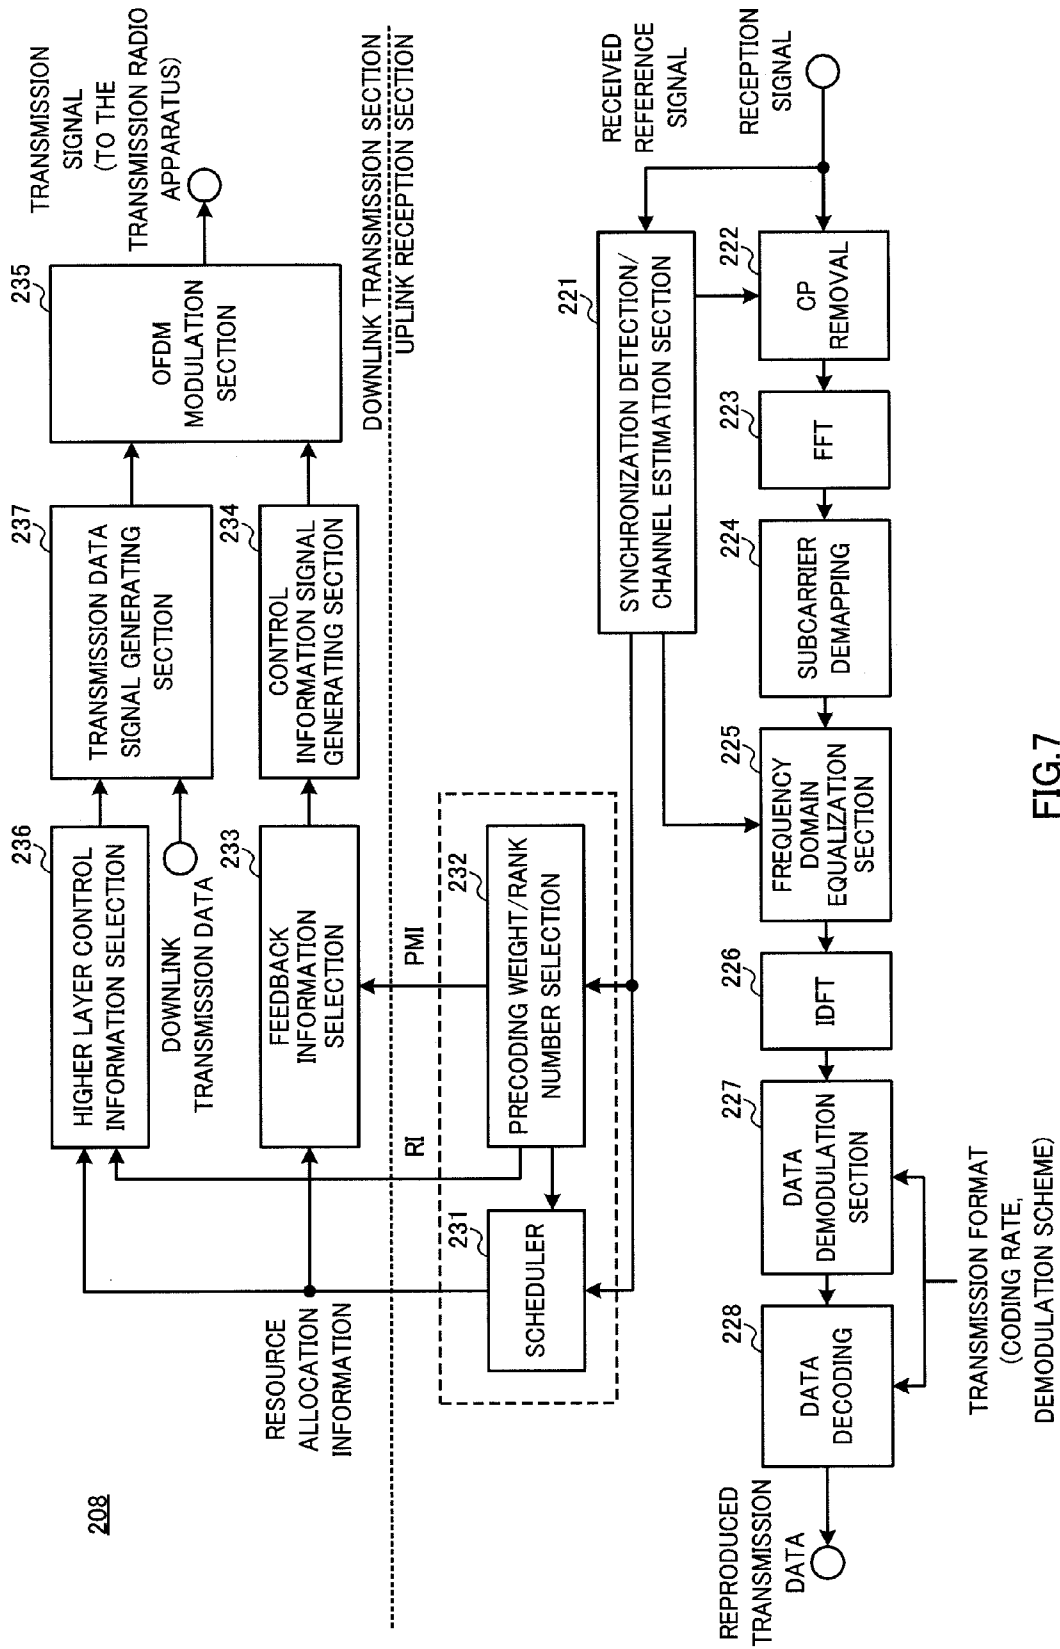 208
TRANSMISSION
SIGNAL
(TO THE
TRANSMISSION RADIO
APPARATUS)
235
OFDM
MODULATION
SECTION
237
TRANSMISSION DATA
SIGNAL GENERATING
SECTION
234
CONTROL
INFORMATION SIGNAL
GENERATING SECTION
236
HIGHER LAYER CONTROL
INFORMATION SELECTION
DOWNLINK
TRANSMISSION DATA
233
FEEDBACK
INFORMATION
SELECTION
RESOURCE
ALLOCATION
INFORMATION
RI
PMI
DOWNLINK TRANSMISSION SECTION
UPLINK RECEPTION SECTION
231
SCHEDULER
232
PRECODING WEIGHT/RANK
NUMBER SELECTION
RECEIVED
REFERENCE
SIGNAL
RECEPTION
SIGNAL
221
SYNCHRONIZATION DETECTION/
CHANNEL ESTIMATION SECTION
222
CP
REMOVAL
223
FFT
224
SUBCARRIER
DEMAPPING
225
FREQUENCY
DOMAIN
EQUALIZATION
SECTION
226
IDFT
227
DATA
DEMODULATION
SECTION
228
DATA
DECODING
REPRODUCED
TRANSMISSION
DATA
TRANSMISSION FORMAT
(CODING RATE,
DEMODULATION SCHEME)
FIG.7